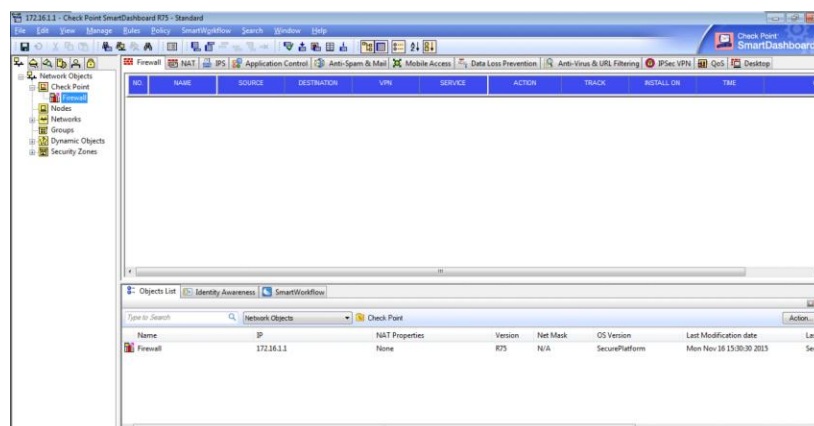 172.16.1.1 - Check Point SmartDashboard R75 - Standard
File Edit View Manage Rules Policy SmartWorkflow Search Window Help
Check Point
SmartDashboard
Firewall NAT IPS Application Control Anti-Spam & Mail Mobile Access Data Loss Prevention Anti-Virus & URL Filtering IPSec VPN QoS Desktop
Network Objects
Check Point
Firewall
Nodes
Networks
Groups
Dynamic Objects
Security Zones
NO. NAME SOURCE DESTINATION VPN SERVICE ACTION TRACK INSTALL ON TIME
Objects List Identity Awareness SmartWorkflow
Type to Search Network Objects Check Point Action...
Name IP NAT Properties Version Net Mask OS Version Last Modification date
Firewall 172.16.1.1 None R75 N/A SecurePlatform Mon Nov 16 15:30:30 2015